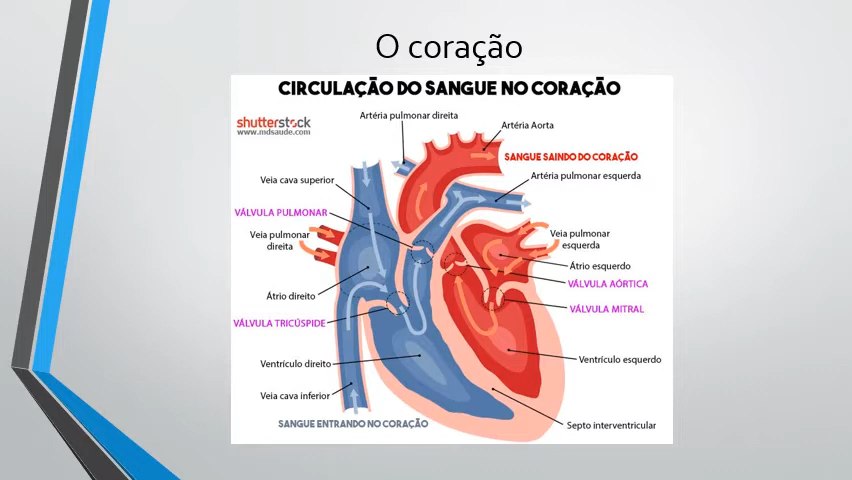 O coração
CIRCULAÇÃO DO SANGUE NO CORAÇÃO
shutterstock
www.mdsaude.com
Artéria pulmonar direita
Artéria Aorta
SANGUE SAINDO DO CORAÇÃO
Artéria pulmonar esquerda
Veia cava superior
VÁLVULA PULMONAR
Veia pulmonar
direita
Veia pulmonar
esquerda
Átrio esquerdo
VÁLVULA AÓRTICA
Átrio direito
VÁLVULA MITRAL
VÁLVULA TRICÚSPIDE
Ventrículo direito
Ventrículo esquerdo
Veia cava inferior
SANGUE ENTRANDO NO CORAÇÃO
Septo interventricular